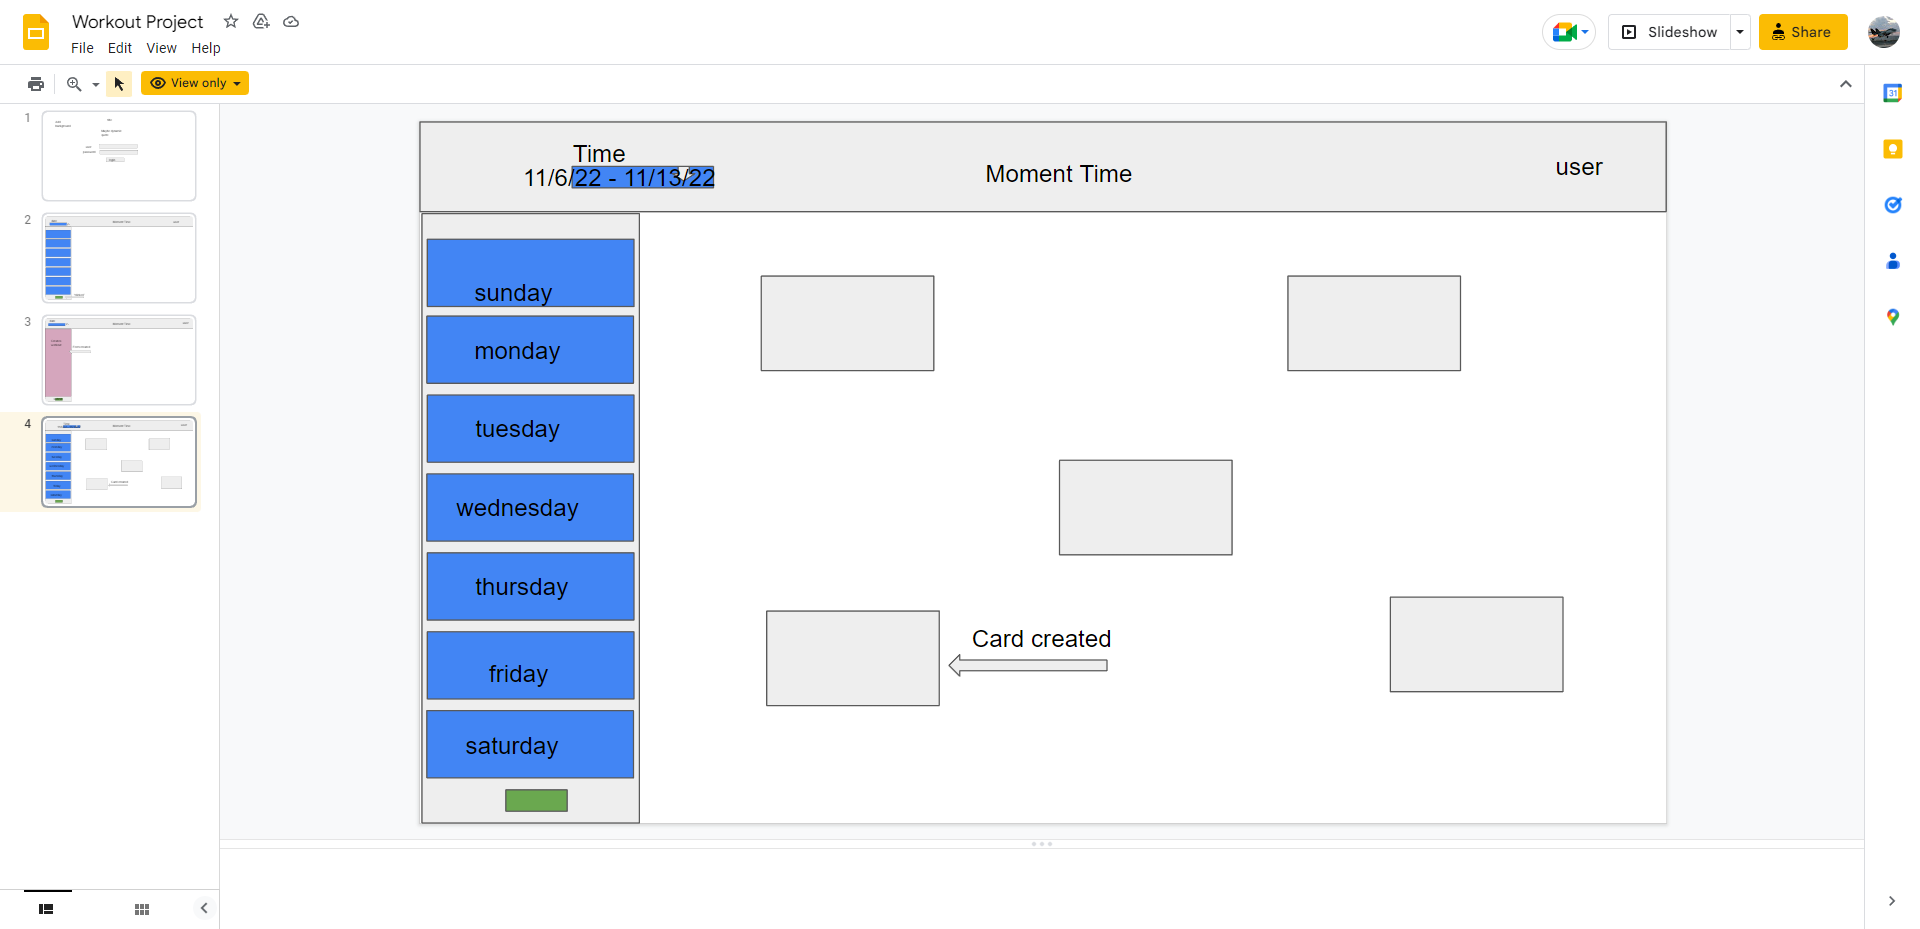 Workout Project
File Edit View Help
Slideshow
Share
View only
31
1
2
3
4
Time
11/6/22 - 11/13/22
Moment Time
user
sunday
monday
tuesday
wednesday
thursday
friday
saturday
Card created